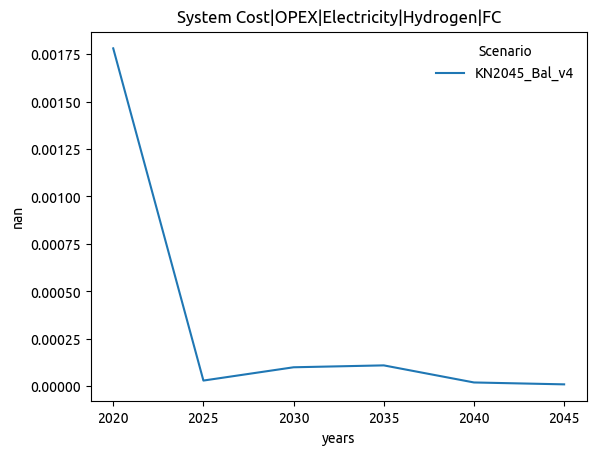 System Cost|OPEX|Electricity|Hydrogen|FC
Scenario
KN2045_Bal_v4
0.00175
0.00150
0.00125
0.00100
0.00075
0.00050
0.00025
0.00000
nan
2020 2025 2030 2035 2040 2045
years